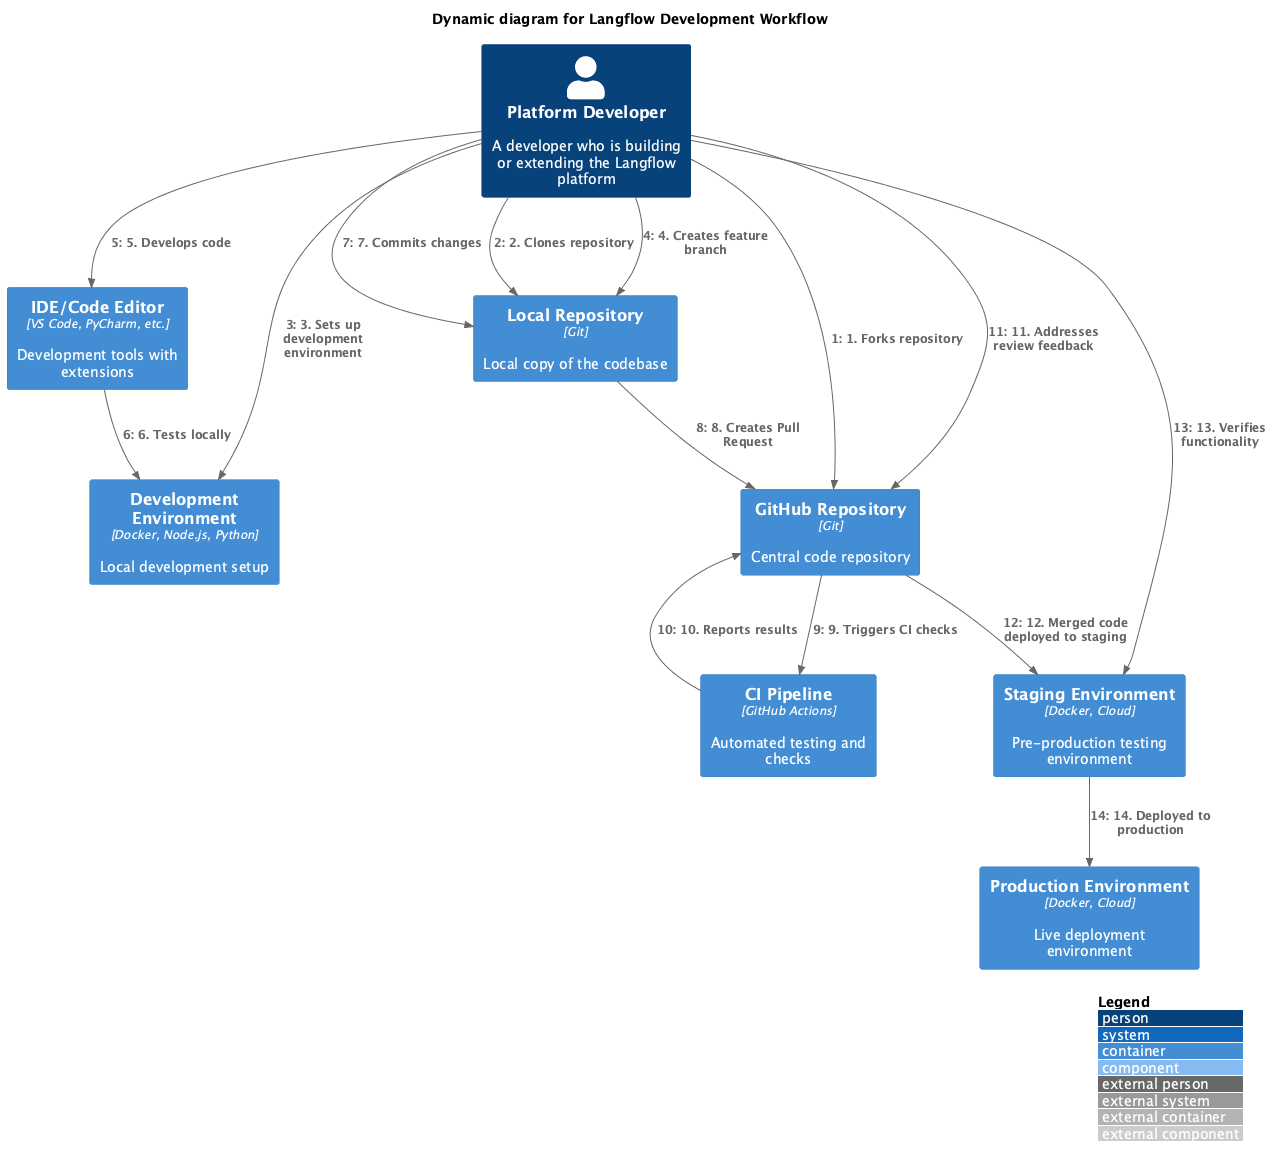 Dynamic diagram for Langflow Development Workflow
Platform Developer
A developer who is building
or extending the Langflow
platform
5: 5. Develops code
7: 7. Commits changes
2: 2. Clones repository
4: 4. Creates feature
branch
IDE/Code Editor
[VS Code, PyCharm, etc.]
Development tools with
extensions
3: 3. Sets up
development
environment
Local Repository
[Git]
Local copy of the codebase
1: 1. Forks repository
11: 11. Addresses
review feedback
6: 6. Tests locally
8: 8. Creates Pull
Request
13: 13. Verifies
functionality
Development
Environment
[Docker, Node.js, Python]
Local development setup
GitHub Repository
[Git]
Central code repository
10: 10. Reports results
9: 9. Triggers CI checks
12: 12. Merged code
deployed to staging
CI Pipeline
[GitHub Actions]
Automated testing and
checks
Staging Environment
[Docker, Cloud]
Pre-production testing
environment
14: 14. Deployed to
production
Production Environment
[Docker, Cloud]
Live deployment
environment
Legend
person
system
container
component
external person
external system
external container
external component